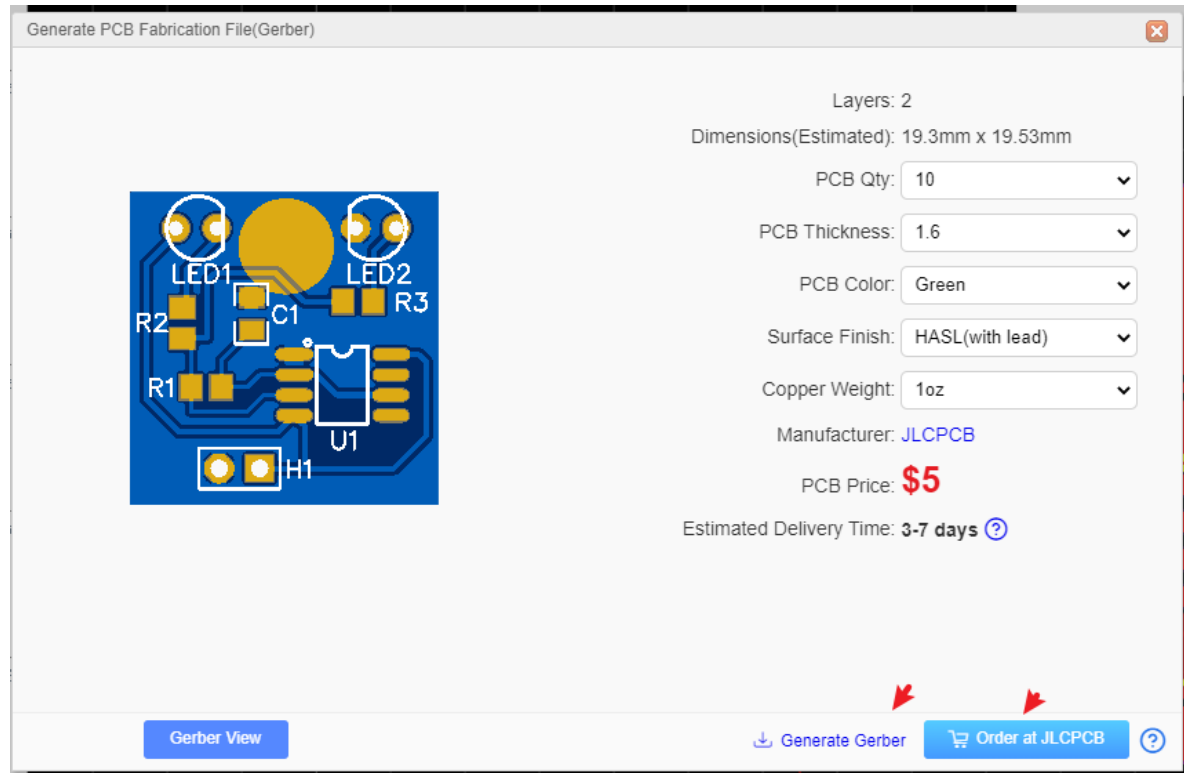 Generate PCB Fabrication File(Gerber)
Layers: 2
Dimensions(Estimated): 19.3mm x 19.53mm
PCB Qty: 10
PCB Thickness: 1.6
PCB Color: Green
Surface Finish: HASL(with lead)
Copper Weight: 1oz
Manufacturer: JLCPCB
PCB Price: $5
Estimated Delivery Time: 3-7 days ?
LED1 LED2
R2 C1 R3
R1
U1
H1
Gerber View Generate Gerber Order at JLCPCB ?